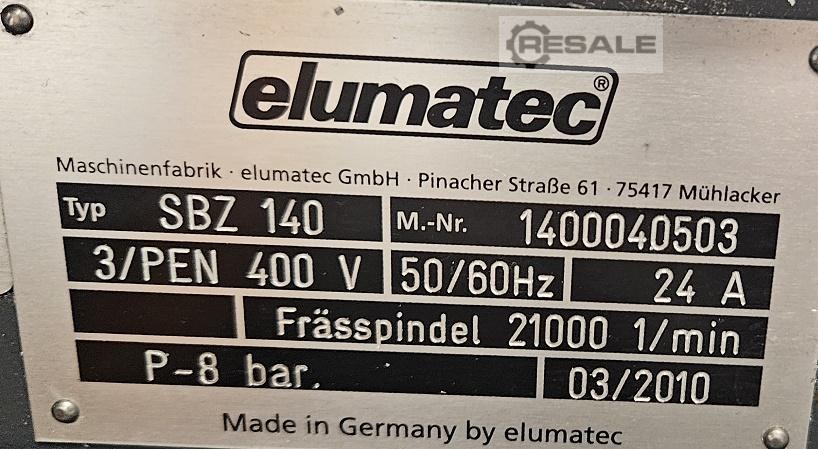 RESALE
elumatec®
Maschinenfabrik · elumatec GmbH · Pinacher Straße 61 · 75417 Mühlacker
Typ SBZ 140 M.-Nr. 1400040503
3/PEN 400 V 50/60Hz 24 A
Frässpindel 21000 1/min
P-8 bar. 03/2010
Made in Germany by elumatec